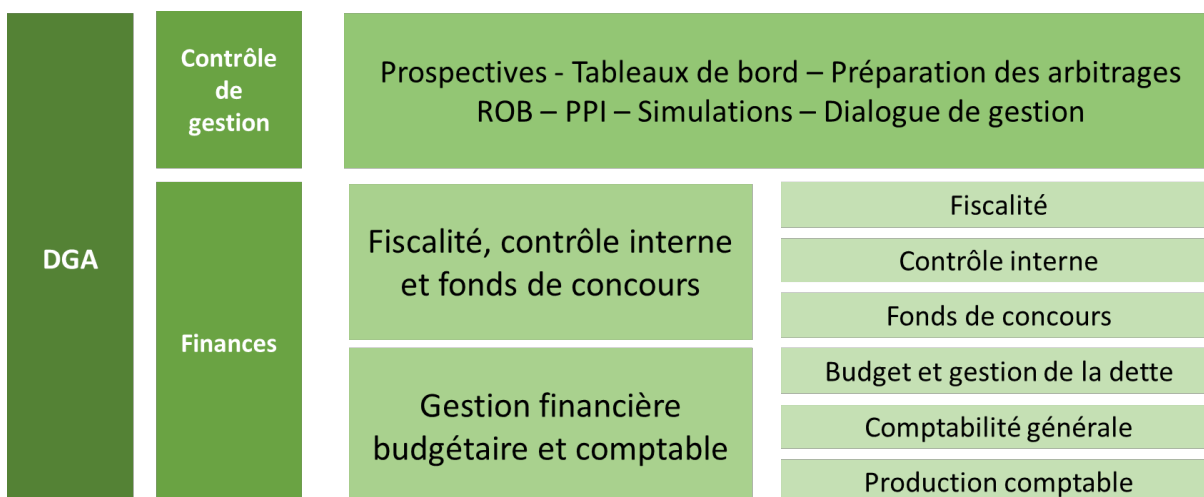 DGA
Contrôle
de
gestion
Prospectives - Tableaux de bord – Préparation des arbitrages
ROB – PPI – Simulations – Dialogue de gestion
Finances
Fiscalité, contrôle interne
et fonds de concours
Fiscalité
Contrôle interne
Fonds de concours
Gestion financière
budgétaire et comptable
Budget et gestion de la dette
Comptabilité générale
Production comptable